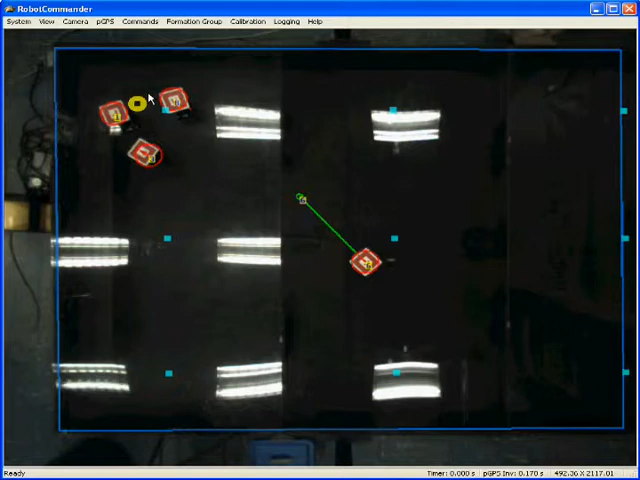 RobotCommander
System View Camera pGPS Commands Formation Group Calibration Logging Help
Ready Timer: 0.000 s pGPS Inv: 0.170 s 492.36 X 2117.01